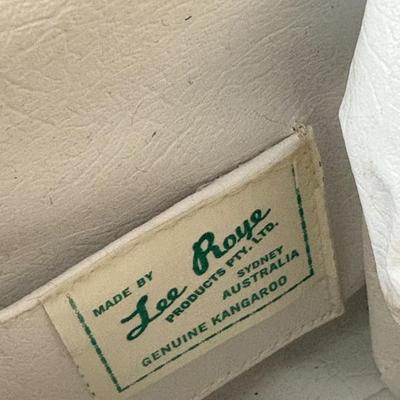 MADE BY
Lee Roye
PRODUCTS PTY. LTD.
SYDNEY
AUSTRALIA
GENUINE KANGAROO